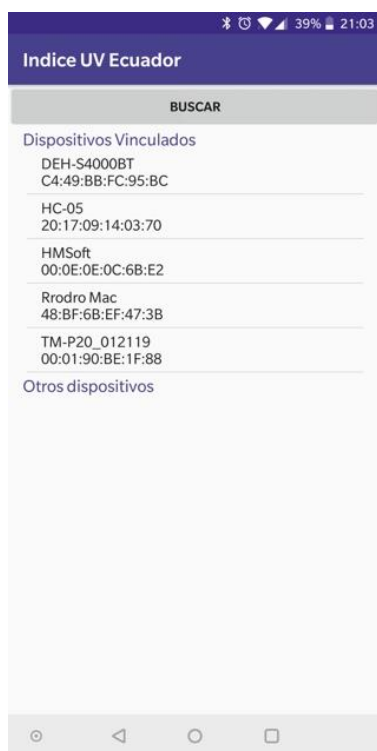 39% 21:03
Indice UV Ecuador
BUSCAR
Dispositivos Vinculados
DEH-S4000BT
C4:49:BB:FC:95:BC
HC-05
20:17:09:14:03:70
HMSoft
00:0E:0E:0C:6B:E2
Rrodro Mac
48:BF:6B:EF:47:3B
TM-P20_012119
00:01:90:BE:1F:88
Otros dispositivos